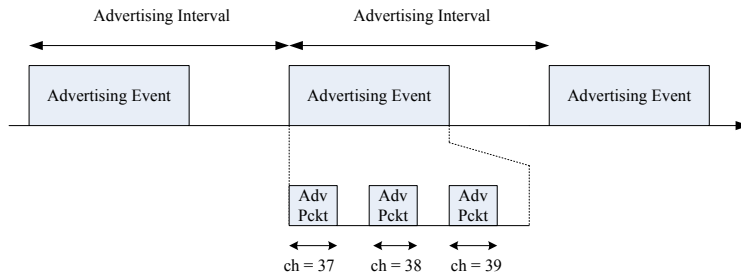 Advertising Interval
Advertising Interval
Advertising Event
Advertising Event
Advertising Event
Adv
Pckt
Adv
Pckt
Adv
Pckt
ch = 37
ch = 38
ch = 39